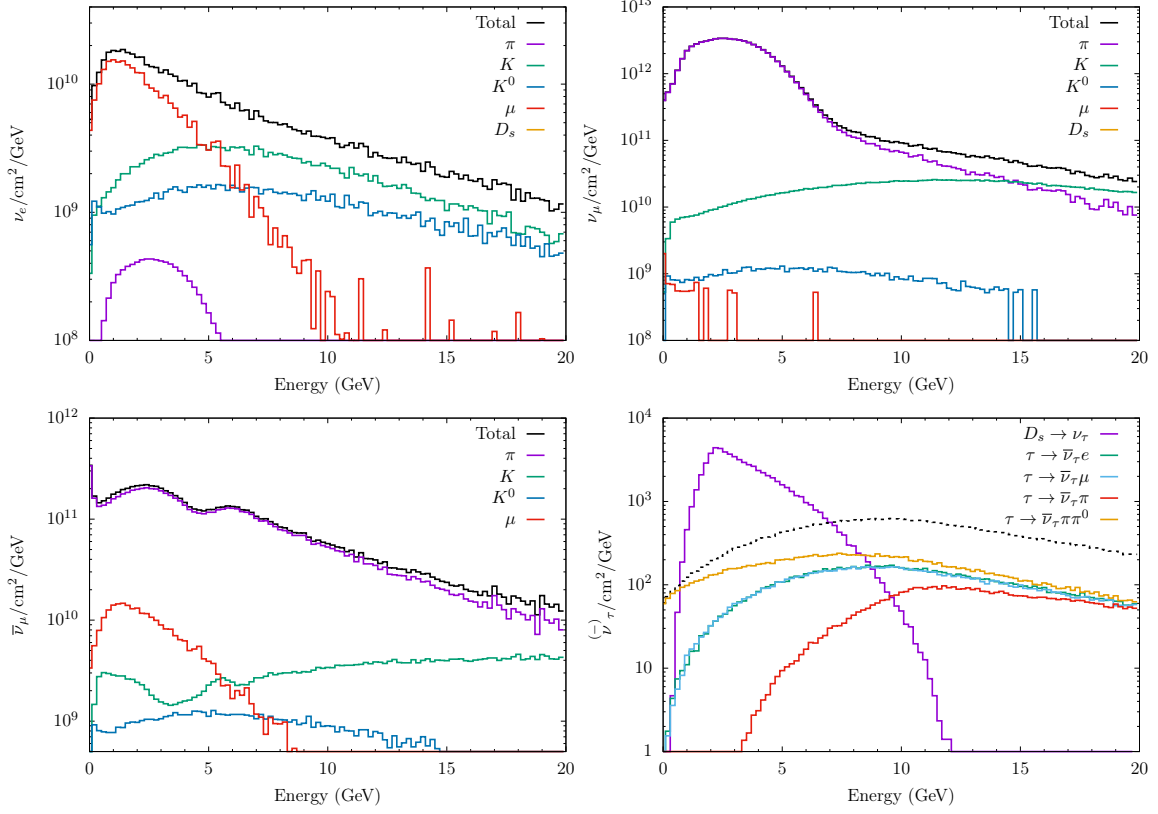 10¹⁰
10⁹
10⁸
0
5
10
15
20
νₑ/cm²/GeV
Energy (GeV)
Total
π
K
K⁰
μ
Dₛ
10¹³
10¹²
10¹¹
10¹⁰
10⁹
10⁸
0
5
10
15
20
ν_μ/cm²/GeV
Energy (GeV)
Total
π
K
K⁰
μ
Dₛ
10¹²
10¹¹
10¹⁰
10⁹
0
5
10
15
20
ν̅_μ/cm²/GeV
Energy (GeV)
Total
π
K
K⁰
μ
10⁴
10³
10²
10
1
0
5
10
15
20
(−)ν_τ/cm²/GeV
Energy (GeV)
Dₛ → ν_τ
τ → ν̅_τe
τ → ν̅_τμ
τ → ν̅_τπ
τ → ν̅_τππ⁰